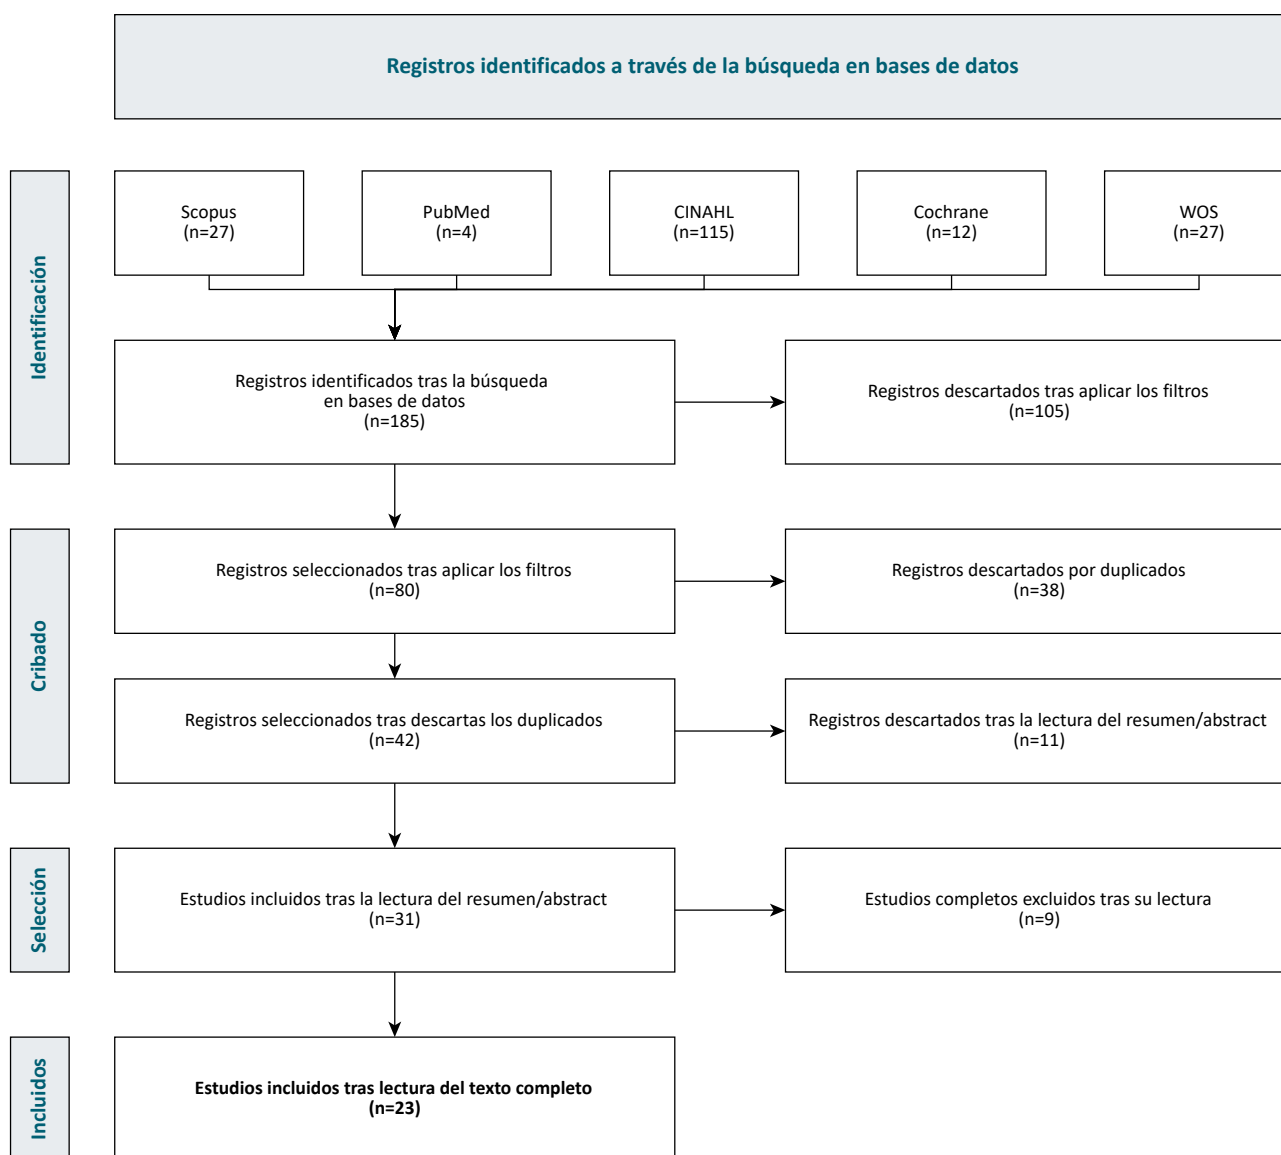 Registros identificados a través de la búsqueda en bases de datos
Identificación
Scopus
(n=27)
PubMed
(n=4)
CINAHL
(n=115)
Cochrane
(n=12)
WOS
(n=27)
Registros identificados tras la búsqueda
en bases de datos
(n=185)
Registros descartados tras aplicar los filtros
(n=105)
Cribado
Registros seleccionados tras aplicar los filtros
(n=80)
Registros descartados por duplicados
(n=38)
Registros seleccionados tras descartas los duplicados
(n=42)
Registros descartados tras la lectura del resumen/abstract
(n=11)
Selección
Estudios incluidos tras la lectura del resumen/abstract
(n=31)
Estudios completos excluidos tras su lectura
(n=9)
Incluidos
Estudios incluidos tras lectura del texto completo
(n=23)